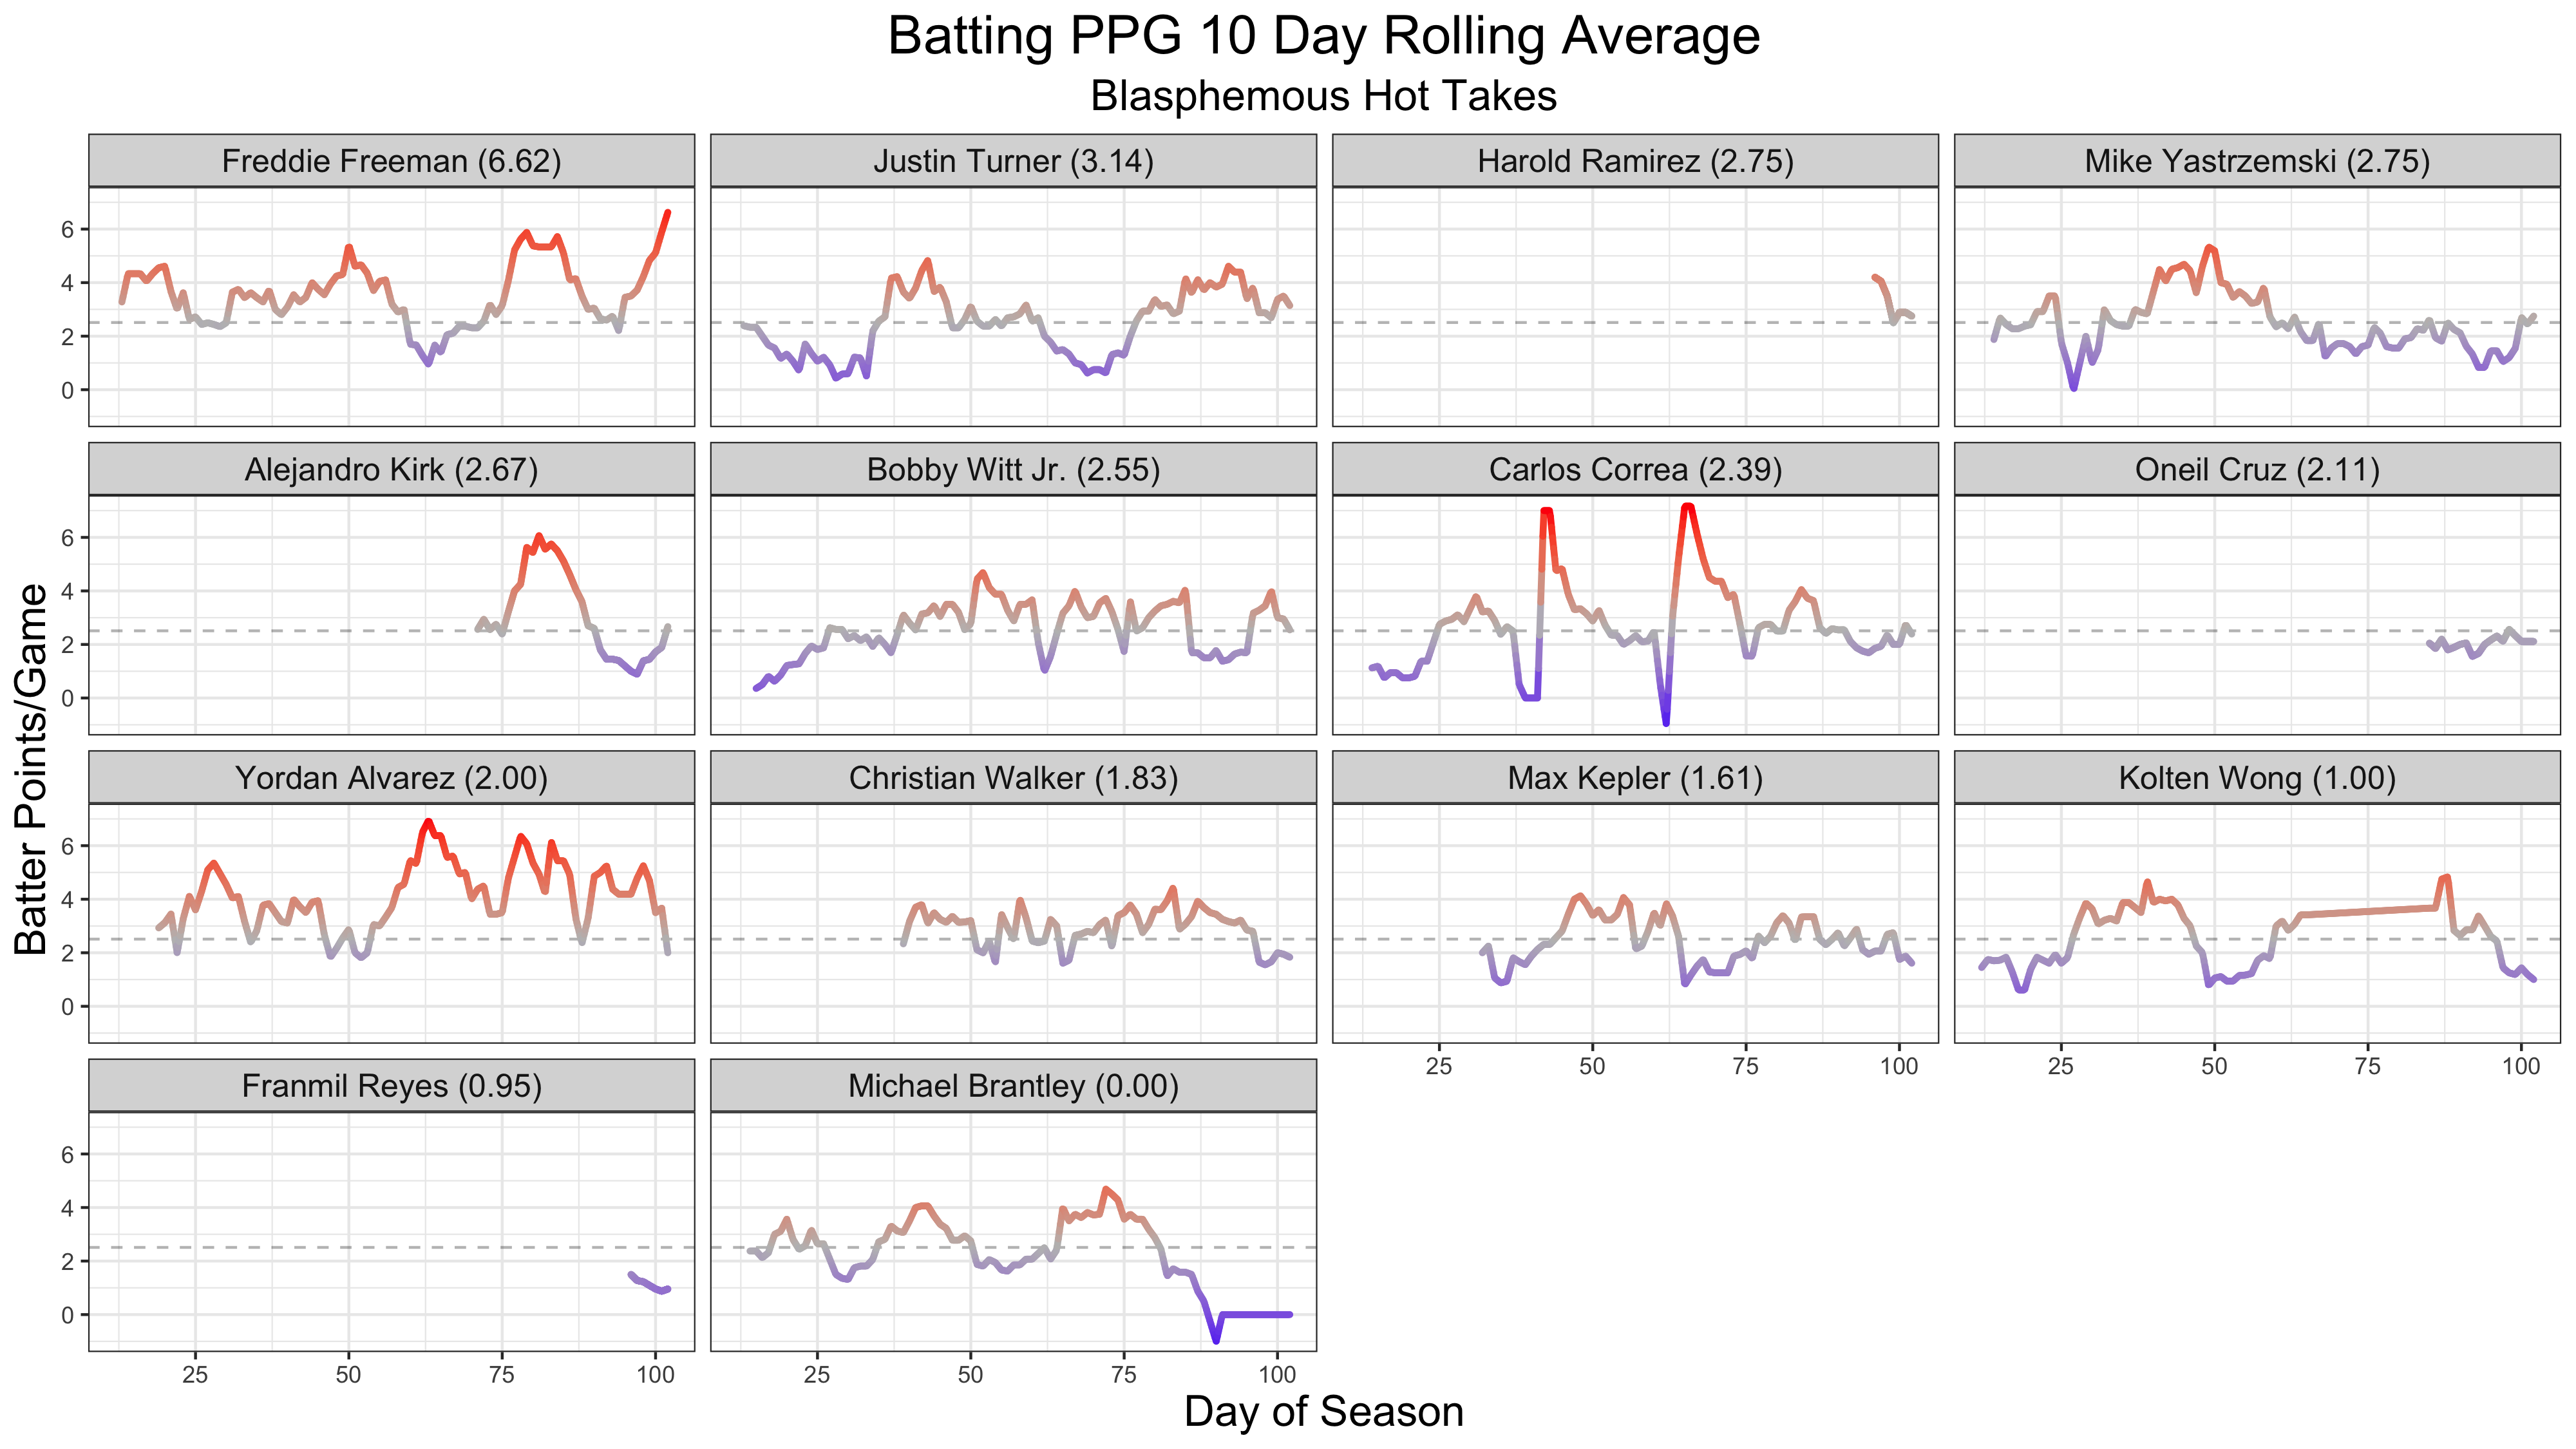 Batting PPG 10 Day Rolling Average
Blasphemous Hot Takes
Freddie Freeman (6.62)
Justin Turner (3.14)
Harold Ramirez (2.75)
Mike Yastrzemski (2.75)
6
4
2
0
Alejandro Kirk (2.67)
Bobby Witt Jr. (2.55)
Carlos Correa (2.39)
Oneil Cruz (2.11)
6
4
2
0
Batter Points/Game
Yordan Alvarez (2.00)
Christian Walker (1.83)
Max Kepler (1.61)
Kolten Wong (1.00)
6
4
2
0
25 50 75 100
25 50 75 100
Franmil Reyes (0.95)
Michael Brantley (0.00)
6
4
2
0
25 50 75 100
25 50 75 100
Day of Season